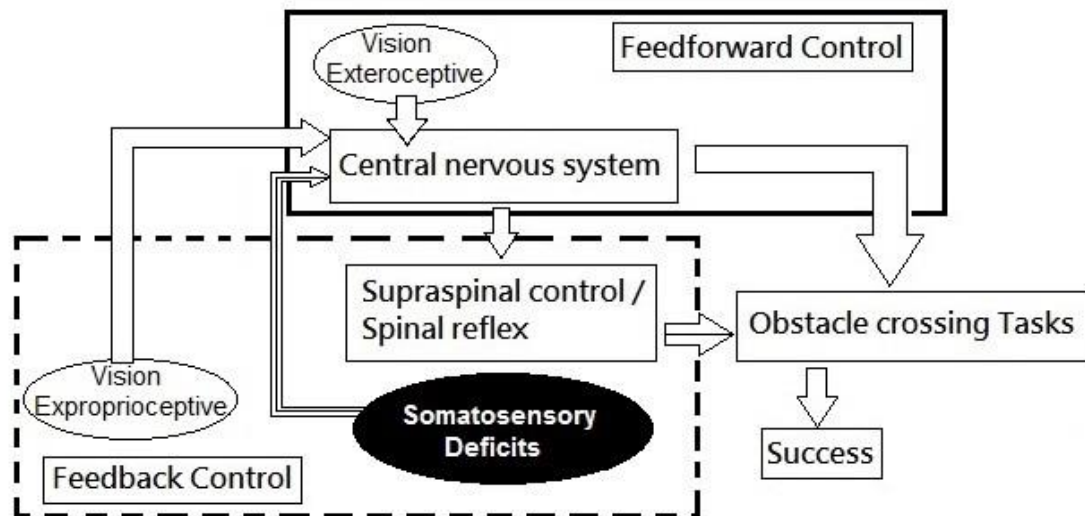 Vision
Exteroceptive
Feedforward Control
Central nervous system
Supraspinal control /
Spinal reflex
Obstacle crossing Tasks
Vision
Exproprioceptive
Somatosensory
Deficits
Success
Feedback Control